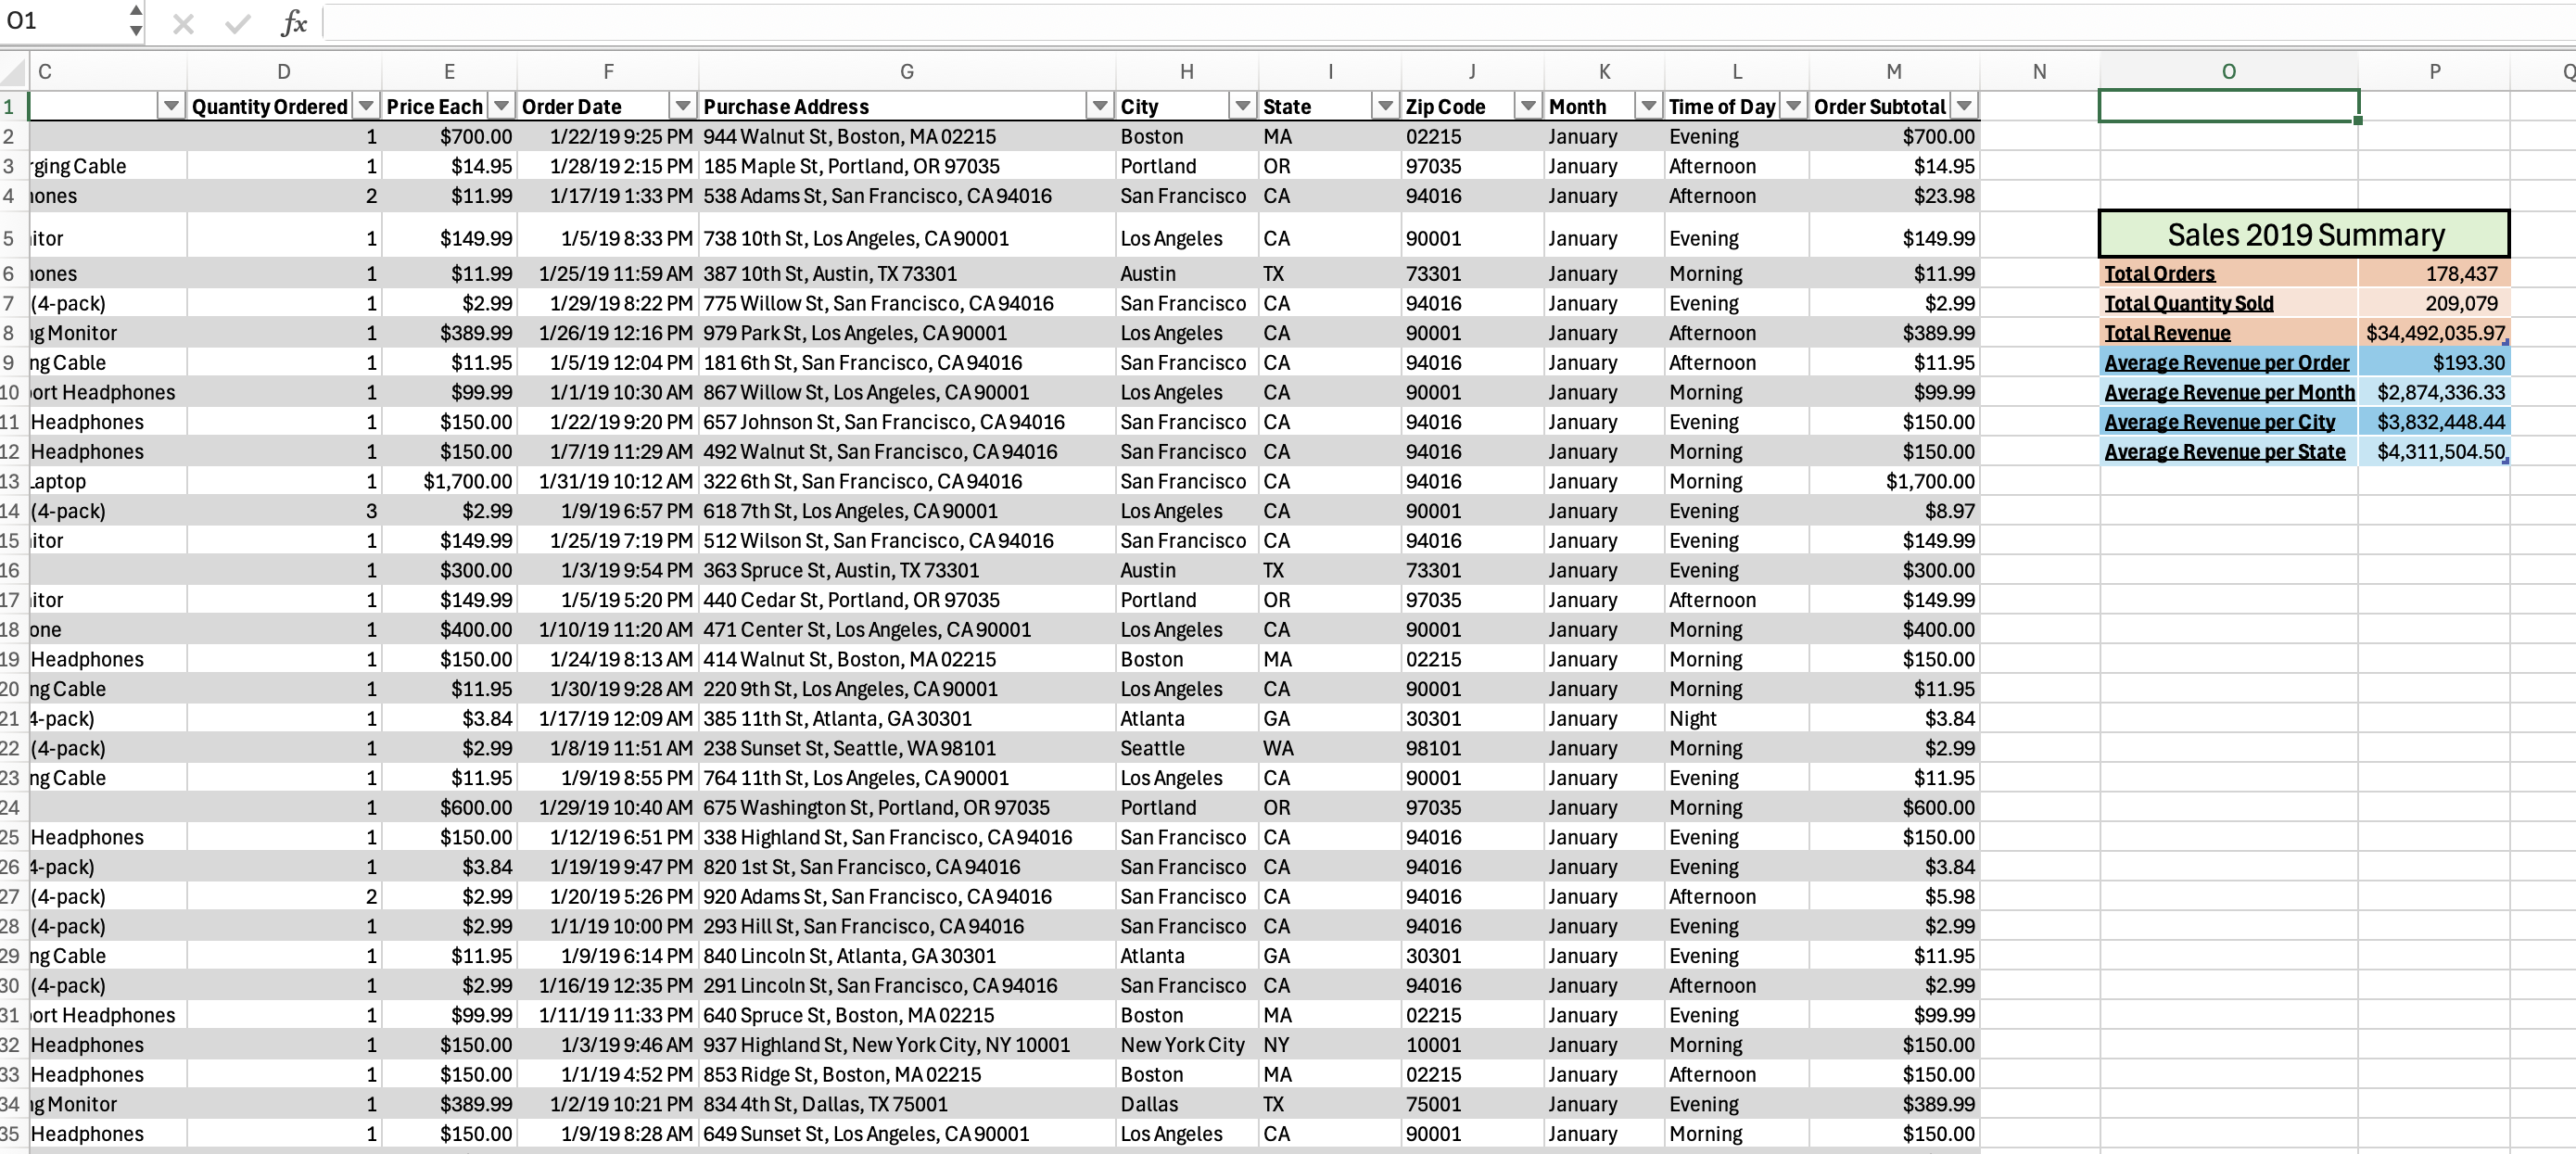 O1 fx
C D E F G H I J K L M N O P Q
1 Quantity Ordered Price Each Order Date Purchase Address City State Zip Code Month Time of Day Order Subtotal
2 1 $700.00 1/22/19 9:25 PM 944 Walnut St, Boston, MA 02215 Boston MA 02215 January Evening $700.00
3 rging Cable 1 $14.95 1/28/19 2:15 PM 185 Maple St, Portland, OR 97035 Portland OR 97035 January Afternoon $14.95
4 ones 2 $11.99 1/17/19 1:33 PM 538 Adams St, San Francisco, CA 94016 San Francisco CA 94016 January Afternoon $23.98
5 itor 1 $149.99 1/5/19 8:33 PM 738 10th St, Los Angeles, CA 90001 Los Angeles CA 90001 January Evening $149.99 Sales 2019 Summary
6 ones 1 $11.99 1/25/19 11:59 AM 387 10th St, Austin, TX 73301 Austin TX 73301 January Morning $11.99 Total Orders 178,437
7 (4-pack) 1 $2.99 1/29/19 8:22 PM 775 Willow St, San Francisco, CA 94016 San Francisco CA 94016 January Evening $2.99 Total Quantity Sold 209,079
8 ng Monitor 1 $389.99 1/26/19 12:16 PM 979 Park St, Los Angeles, CA 90001 Los Angeles CA 90001 January Afternoon $389.99 Total Revenue $34,492,035.97
9 ng Cable 1 $11.95 1/5/19 12:04 PM 181 6th St, San Francisco, CA 94016 San Francisco CA 94016 January Afternoon $11.95 Average Revenue per Order $193.30
10 ort Headphones 1 $99.99 1/1/19 10:30 AM 867 Willow St, Los Angeles, CA 90001 Los Angeles CA 90001 January Morning $99.99 Average Revenue per Month $2,874,336.33
11 Headphones 1 $150.00 1/22/19 9:20 PM 657 Johnson St, San Francisco, CA 94016 San Francisco CA 94016 January Evening $150.00 Average Revenue per City $3,832,448.44
12 Headphones 1 $150.00 1/7/19 11:29 AM 492 Walnut St, San Francisco, CA 94016 San Francisco CA 94016 January Morning $150.00 Average Revenue per State $4,311,504.50
13 Laptop 1 $1,700.00 1/31/19 10:12 AM 322 6th St, San Francisco, CA 94016 San Francisco CA 94016 January Morning $1,700.00
14 (4-pack) 3 $2.99 1/9/19 6:57 PM 618 7th St, Los Angeles, CA 90001 Los Angeles CA 90001 January Evening $8.97
15 itor 1 $149.99 1/25/19 7:19 PM 512 Wilson St, San Francisco, CA 94016 San Francisco CA 94016 January Evening $149.99
16 1 $300.00 1/3/19 9:54 PM 363 Spruce St, Austin, TX 73301 Austin TX 73301 January Evening $300.00
17 itor 1 $149.99 1/5/19 5:20 PM 440 Cedar St, Portland, OR 97035 Portland OR 97035 January Afternoon $149.99
18 one 1 $400.00 1/10/19 11:20 AM 471 Center St, Los Angeles, CA 90001 Los Angeles CA 90001 January Morning $400.00
19 Headphones 1 $150.00 1/24/19 8:13 AM 414 Walnut St, Boston, MA 02215 Boston MA 02215 January Morning $150.00
20 ng Cable 1 $11.95 1/30/19 9:28 AM 220 9th St, Los Angeles, CA 90001 Los Angeles CA 90001 January Morning $11.95
21 4-pack) 1 $3.84 1/17/19 12:09 AM 385 11th St, Atlanta, GA 30301 Atlanta GA 30301 January Night $3.84
22 (4-pack) 1 $2.99 1/8/19 11:51 AM 238 Sunset St, Seattle, WA 98101 Seattle WA 98101 January Morning $2.99
23 ng Cable 1 $11.95 1/9/19 8:55 PM 764 11th St, Los Angeles, CA 90001 Los Angeles CA 90001 January Evening $11.95
24 1 $600.00 1/29/19 10:40 AM 675 Washington St, Portland, OR 97035 Portland OR 97035 January Morning $600.00
25 Headphones 1 $150.00 1/12/19 6:51 PM 338 Highland St, San Francisco, CA 94016 San Francisco CA 94016 January Evening $150.00
26 4-pack) 1 $3.84 1/19/19 9:47 PM 820 1st St, San Francisco, CA 94016 San Francisco CA 94016 January Evening $3.84
27 (4-pack) 2 $2.99 1/20/19 5:26 PM 920 Adams St, San Francisco, CA 94016 San Francisco CA 94016 January Afternoon $5.98
28 (4-pack) 1 $2.99 1/1/19 10:00 PM 293 Hill St, San Francisco, CA 94016 San Francisco CA 94016 January Evening $2.99
29 ng Cable 1 $11.95 1/9/19 6:14 PM 840 Lincoln St, Atlanta, GA 30301 Atlanta GA 30301 January Evening $11.95
30 (4-pack) 1 $2.99 1/16/19 12:35 PM 291 Lincoln St, San Francisco, CA 94016 San Francisco CA 94016 January Afternoon $2.99
31 ort Headphones 1 $99.99 1/11/19 11:33 PM 640 Spruce St, Boston, MA 02215 Boston MA 02215 January Evening $99.99
32 Headphones 1 $150.00 1/3/19 9:46 AM 937 Highland St, New York City, NY 10001 New York City NY 10001 January Morning $150.00
33 Headphones 1 $150.00 1/1/19 4:52 PM 853 Ridge St, Boston, MA 02215 Boston MA 02215 January Afternoon $150.00
34 ng Monitor 1 $389.99 1/2/19 10:21 PM 834 4th St, Dallas, TX 75001 Dallas TX 75001 January Evening $389.99
35 Headphones 1 $150.00 1/9/19 8:28 AM 649 Sunset St, Los Angeles, CA 90001 Los Angeles CA 90001 January Morning $150.00